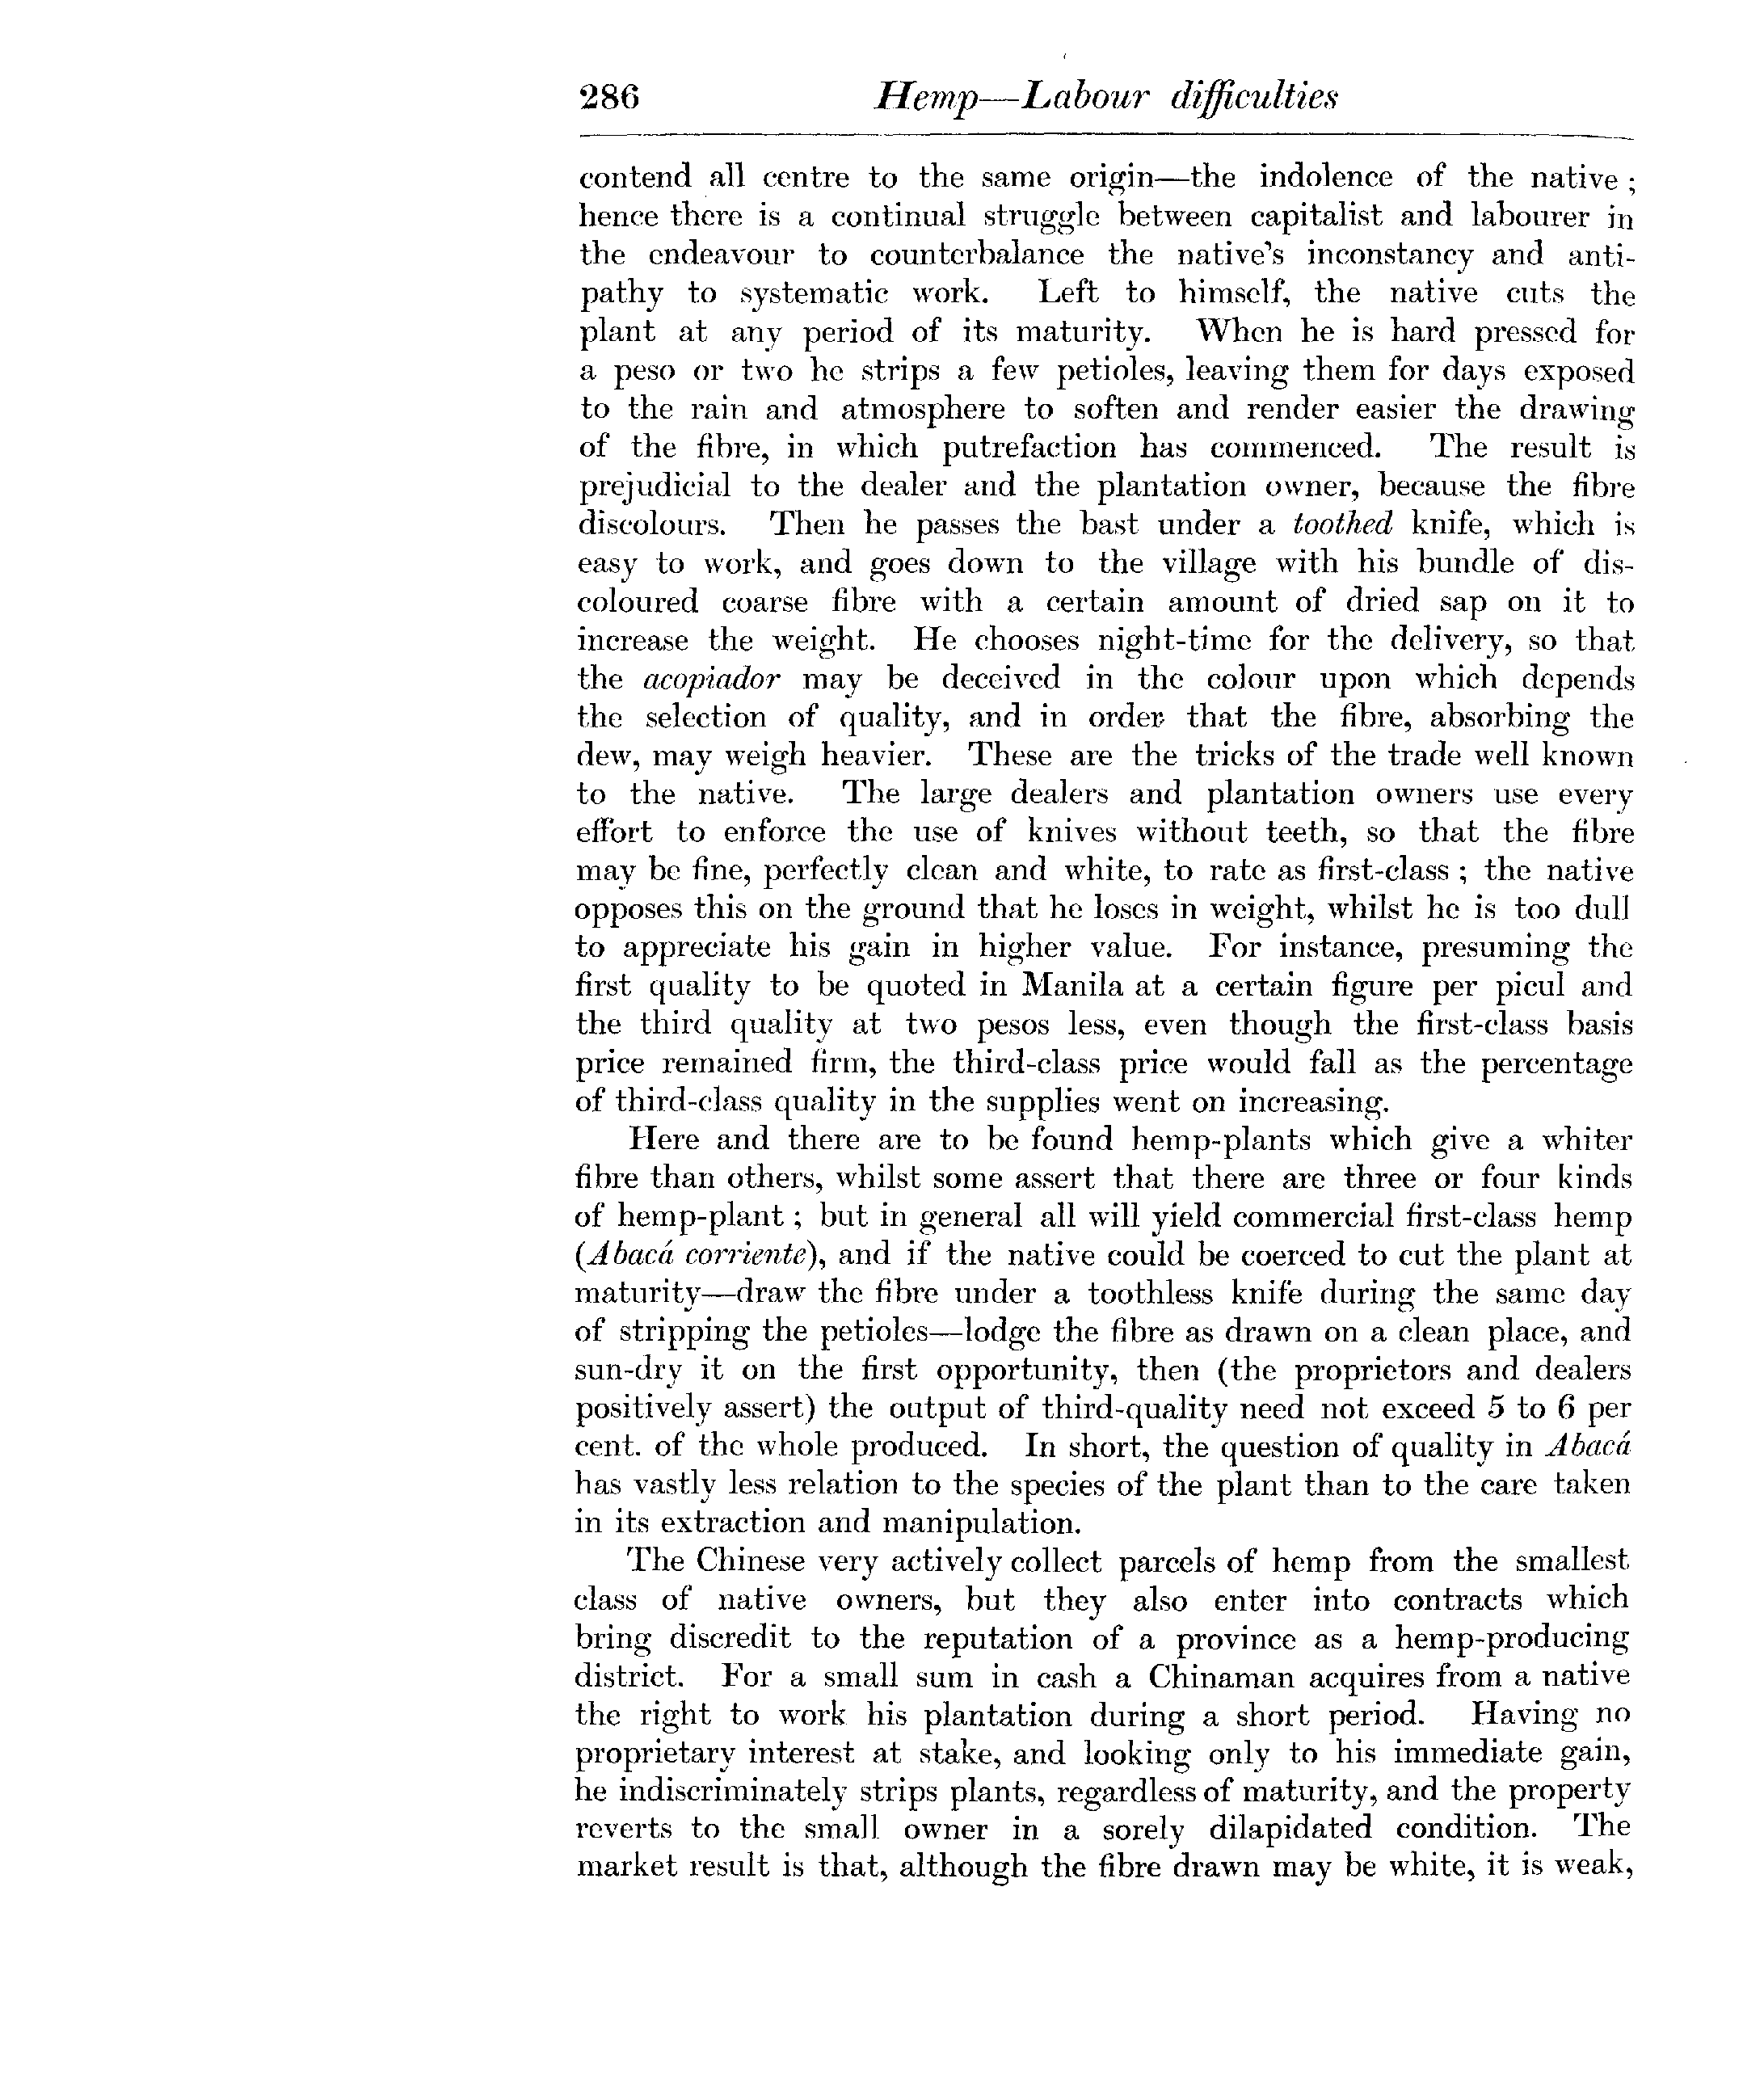 286 Hemp—Labour difficulties
contend all centre to the same origin—the indolence of the native ;
hence there is a continual struggle between capitalist and labourer in
the endeavour to counterbalance the native's inconstancy and anti-
pathy to systematic work. Left to himself, the native cuts the
plant at any period of its maturity. When he is hard pressed for
a peso or two he strips a few petioles, leaving them for days exposed
to the rain and atmosphere to soften and render easier the drawing
of the fibre, in which putrefaction has commenced. The result is
prejudicial to the dealer and the plantation owner, because the fibre
discolours. Then he passes the bast under a toothed knife, which is
easy to work, and goes down to the village with his bundle of dis-
coloured coarse fibre with a certain amount of dried sap on it to
increase the weight. He chooses night-time for the delivery, so that
the acopiador may be deceived in the colour upon which depends
the selection of quality, and in order that the fibre, absorbing the
dew, may weigh heavier. These are the tricks of the trade well known
to the native. The large dealers and plantation owners use every
effort to enforce the use of knives without teeth, so that the fibre
may be fine, perfectly clean and white, to rate as first-class ; the native
opposes this on the ground that he loses in weight, whilst he is too dull
to appreciate his gain in higher value. For instance, presuming the
first quality to be quoted in Manila at a certain figure per picul and
the third quality at two pesos less, even though the first-class basis
price remained firm, the third-class price would fall as the percentage
of third-class quality in the supplies went on increasing.
Here and there are to be found hemp-plants which give a whiter
fibre than others, whilst some assert that there are three or four kinds
of hemp-plant ; but in general all will yield commercial first-class hemp
(Abacá corriente), and if the native could be coerced to cut the plant at
maturity—draw the fibre under a toothless knife during the same day
of stripping the petioles—lodge the fibre as drawn on a clean place, and
sun-dry it on the first opportunity, then (the proprietors and dealers
positively assert) the output of third-quality need not exceed 5 to 6 per
cent. of the whole produced. In short, the question of quality in Abacá
has vastly less relation to the species of the plant than to the care taken
in its extraction and manipulation.
The Chinese very actively collect parcels of hemp from the smallest
class of native owners, but they also enter into contracts which
bring discredit to the reputation of a province as a hemp-producing
district. For a small sum in cash a Chinaman acquires from a native
the right to work his plantation during a short period. Having no
proprietary interest at stake, and looking only to his immediate gain,
he indiscriminately strips plants, regardless of maturity, and the property
reverts to the small owner in a sorely dilapidated condition. The
market result is that, although the fibre drawn may be white, it is weak,